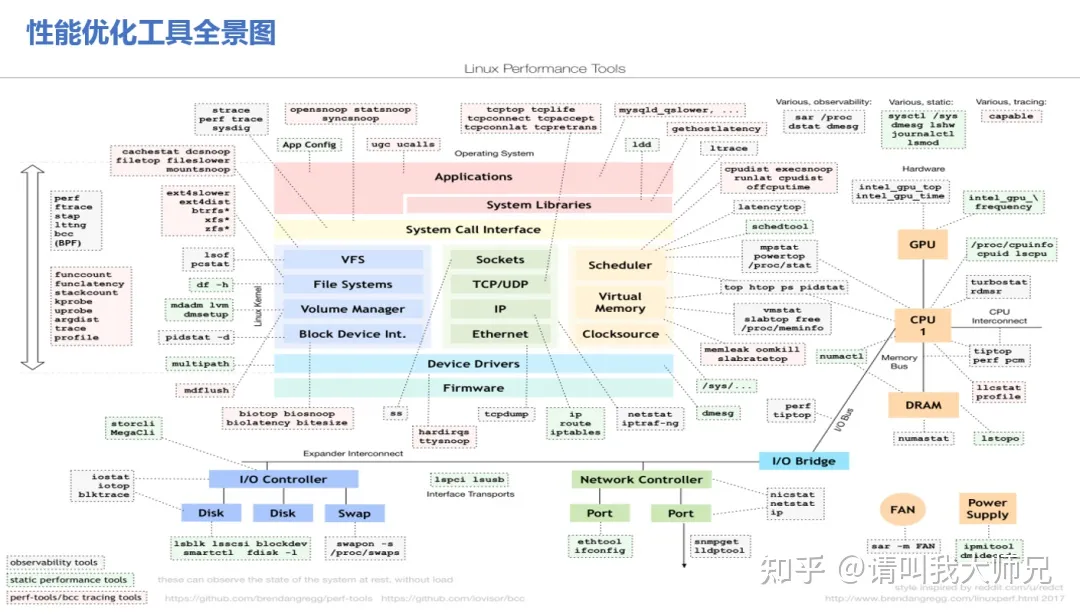 性能优化工具全景图
Linux Performance Tools
strace
perf trace
sysdig
opensnoop statsnoop
syncsnoop
tcptop tcplife
tcpconnect tcpaccept
tcpconnlat tcpretrans
mysqld_qslower, ...
gethostlatency
Various, observability:
sar /proc
dstat dmesg
Various, static:
sysctl /sys
dmesg lshw
journalctl
lsmod
Various, tracing:
capable
App Config
ugc ucalls
ldd
ltrace
Operating System
Hardware
cachestat dcsnoop
filetop fileslower
mountsnoop
Applications
System Libraries
System Call Interface
cpudist execsnoop
runlat cpudist
offcputime
intel_gpu_top
intel_gpu_time
intel_gpu_\
frequency
perf
ftrace
stap
lttng
bcc
(BPF)
ext4slower
ext4dist
btrfs*
xfs*
zfs*
latencytop
schedtool
GPU
lsof
pcstat
VFS
Sockets
Scheduler
mpstat
powertop
/proc/stat
/proc/cpuinfo
cpuid lscpu
funccount
funclatency
stackcount
kprobe
uprobe
argdist
trace
profile
df -h
File Systems
TCP/UDP
top htop ps pidstat
turbostat
rdmsr
Linux Kernel
mdadm lvm
dmsetup
Volume Manager
IP
Virtual
Memory
vmstat
slabtop free
/proc/meminfo
CPU
1
CPU
Interconnect
pidstat -d
Block Device Int.
Ethernet
Clocksource
memleak oomkill
slabratetop
numactl
Memory
Bus
tiptop
perf pcm
multipath
Device Drivers
mdflush
Firmware
/sys/...
llcstat
profile
biotop biosnoop
biolatency bitesize
ss
hardirqs
ttysnoop
tcpdump
ip
route
iptables
netstat
iptraf-ng
dmesg
perf
tiptop
I/O Bus
DRAM
numastat
lstopo
storcli
MegaCli
Expander Interconnect
I/O Bridge
iostat
iotop
blktrace
I/O Controller
lspci lsusb
Interface Transports
Network Controller
nicstat
netstat
ip
Disk
Disk
Swap
Port
Port
FAN
Power
Supply
lsblk lsscsi blockdev
smartctl fdisk -l
swapon -s
/proc/swaps
ethtool
ifconfig
snmpget
lldptool
sar -m FAN
ipmitool
dmidecode
observability tools
static performance tools
these can observe the state of the system at rest, without load
perf-tools/bcc tracing tools
https://github.com/brendangregg/perf-tools https://github.com/iovisor/bcc
style inspired by reddit.com/u/redct
http://www.brendangregg.com/linuxperf.html 2017
知乎 @请叫我大师兄